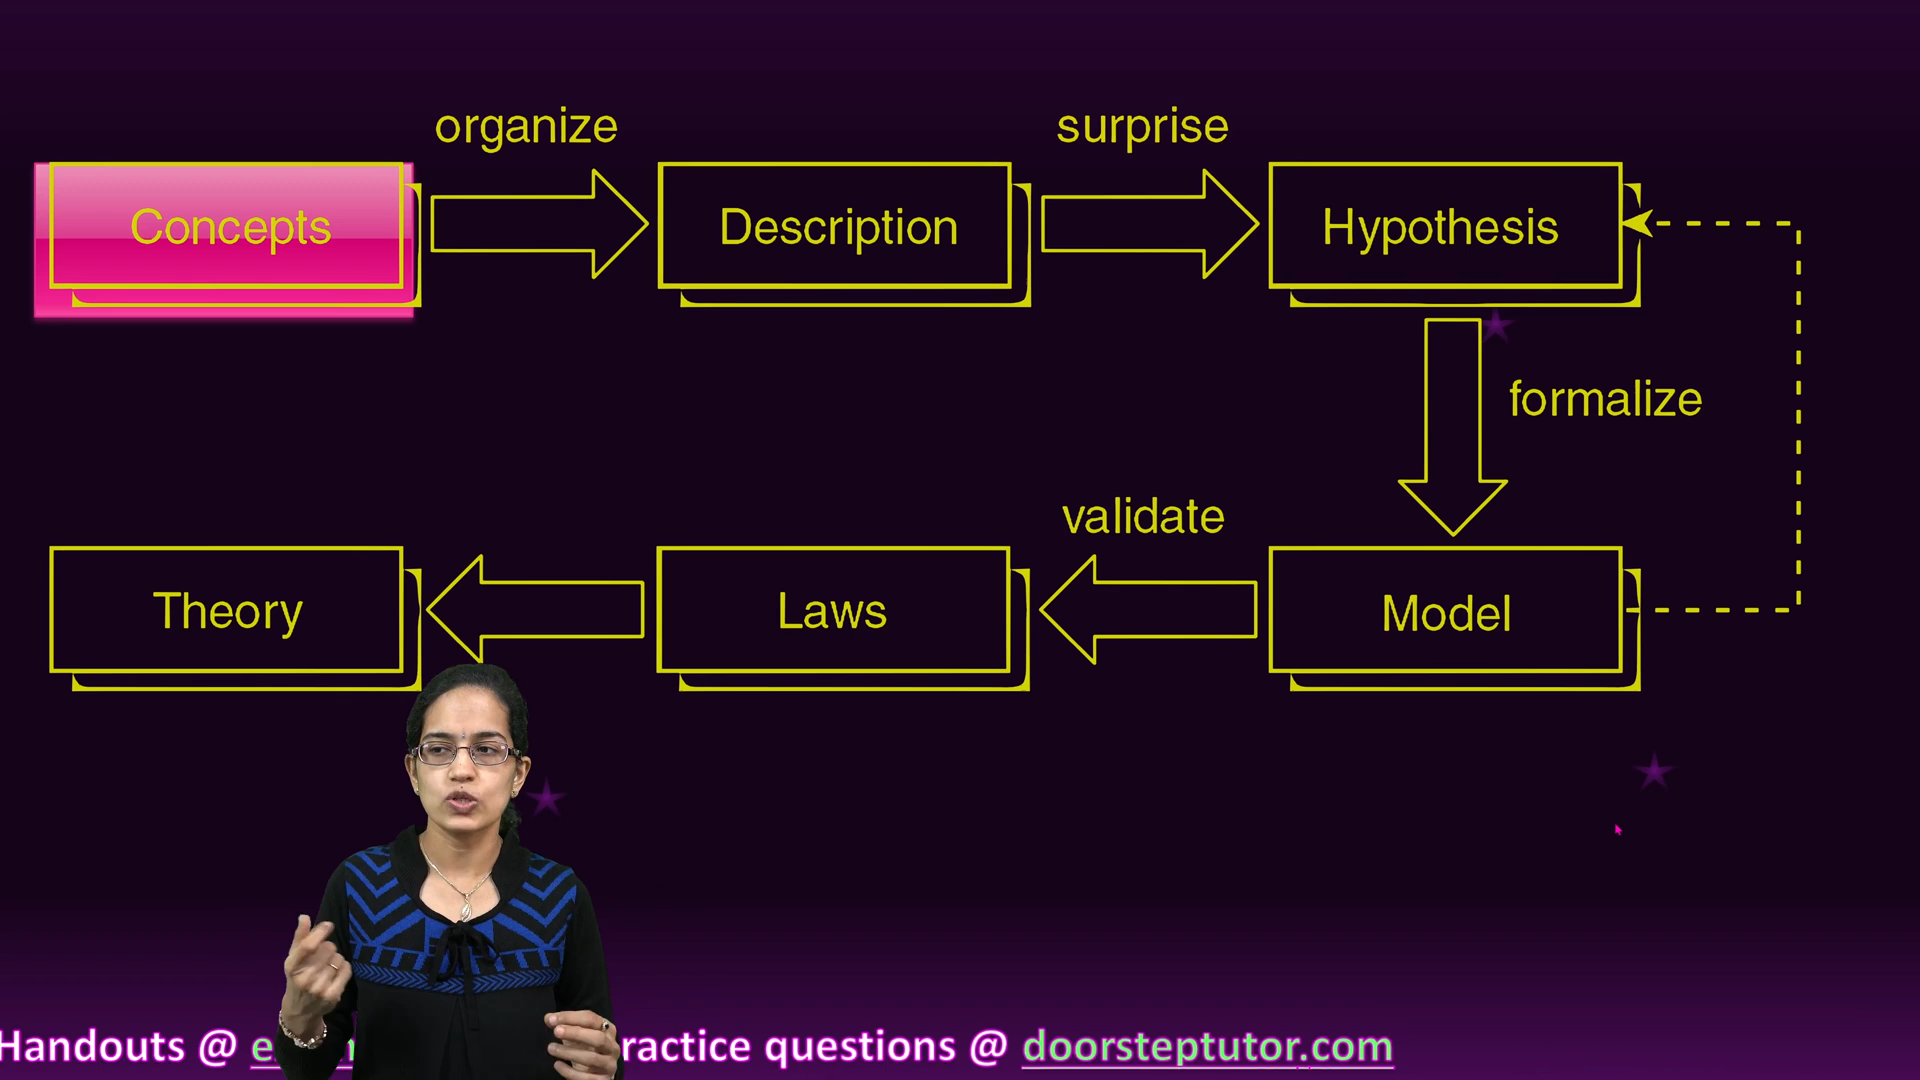 organize
surprise
Concepts
Description
Hypothesis
formalize
validate
Theory
Laws
Model
Handouts @ ractice questions @ doorsteptutor.com